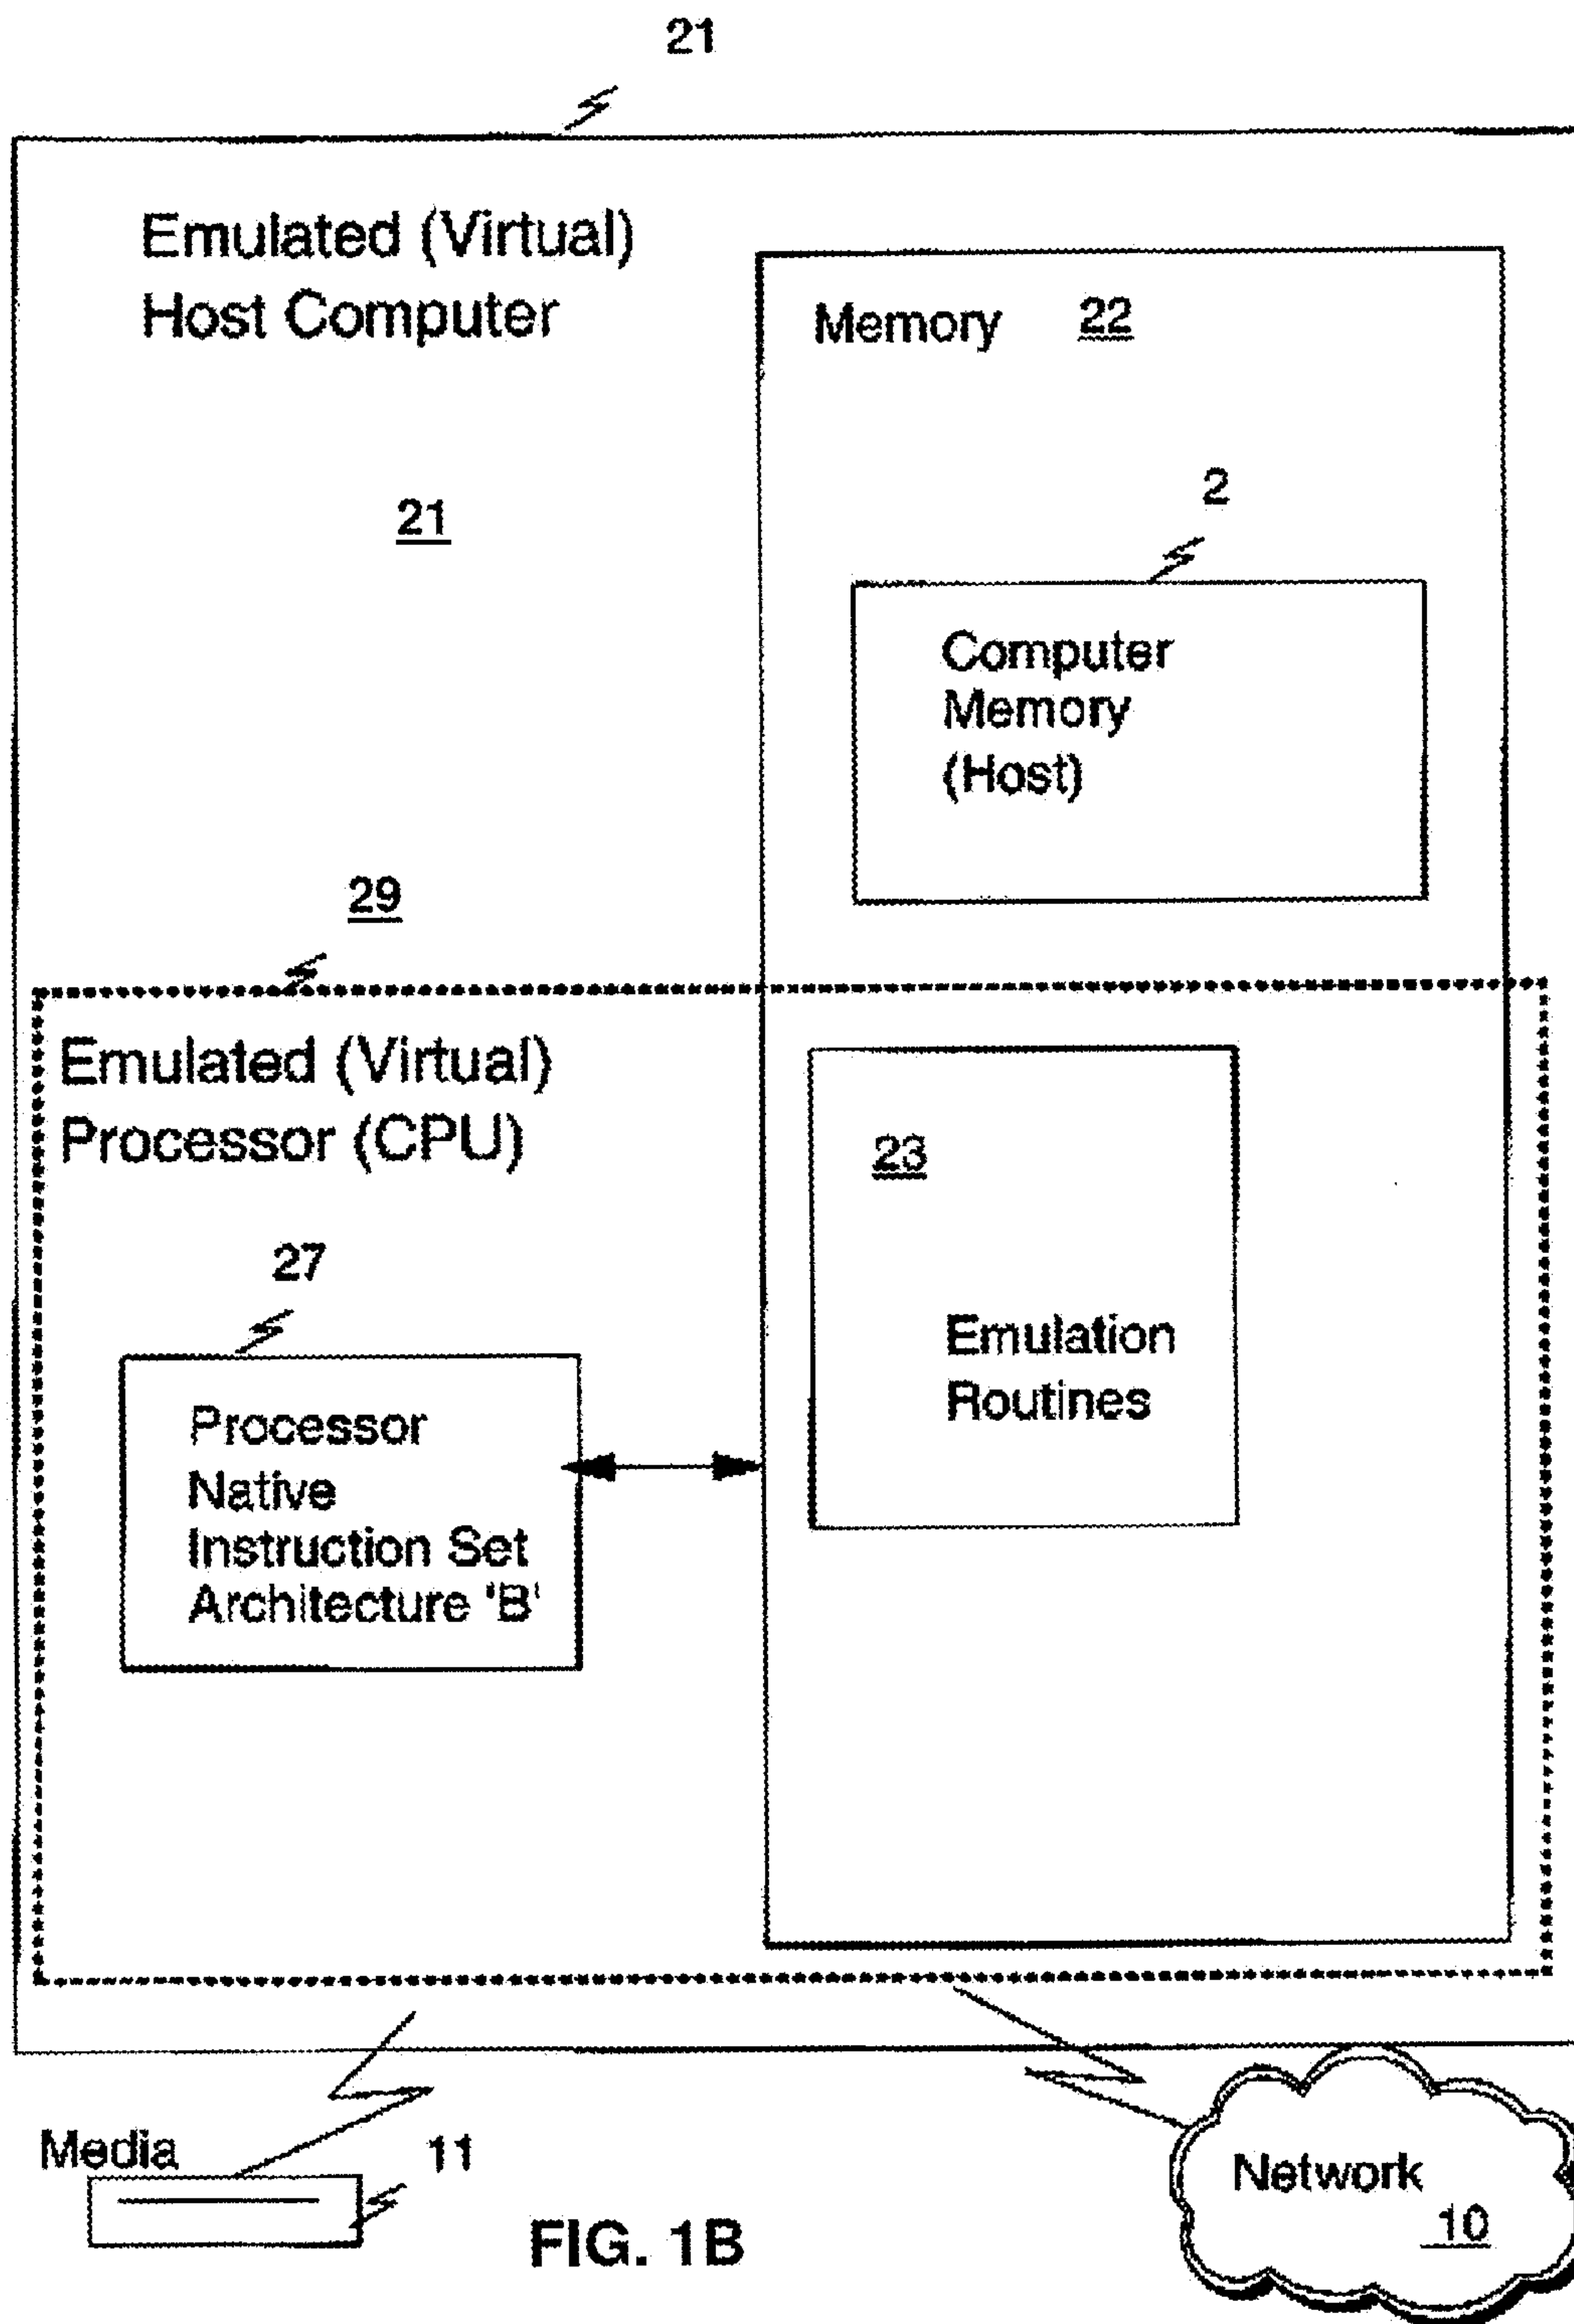 21
Emulated (Virtual)
Host Computer
Memory 22
21
2
Computer
Memory
(Host)
29
Emulated (Virtual)
Processor (CPU)
23
27
Emulation
Routines
Processor
Native
Instruction Set
Architecture 'B'
Media
11
Network
10
FIG. 1B